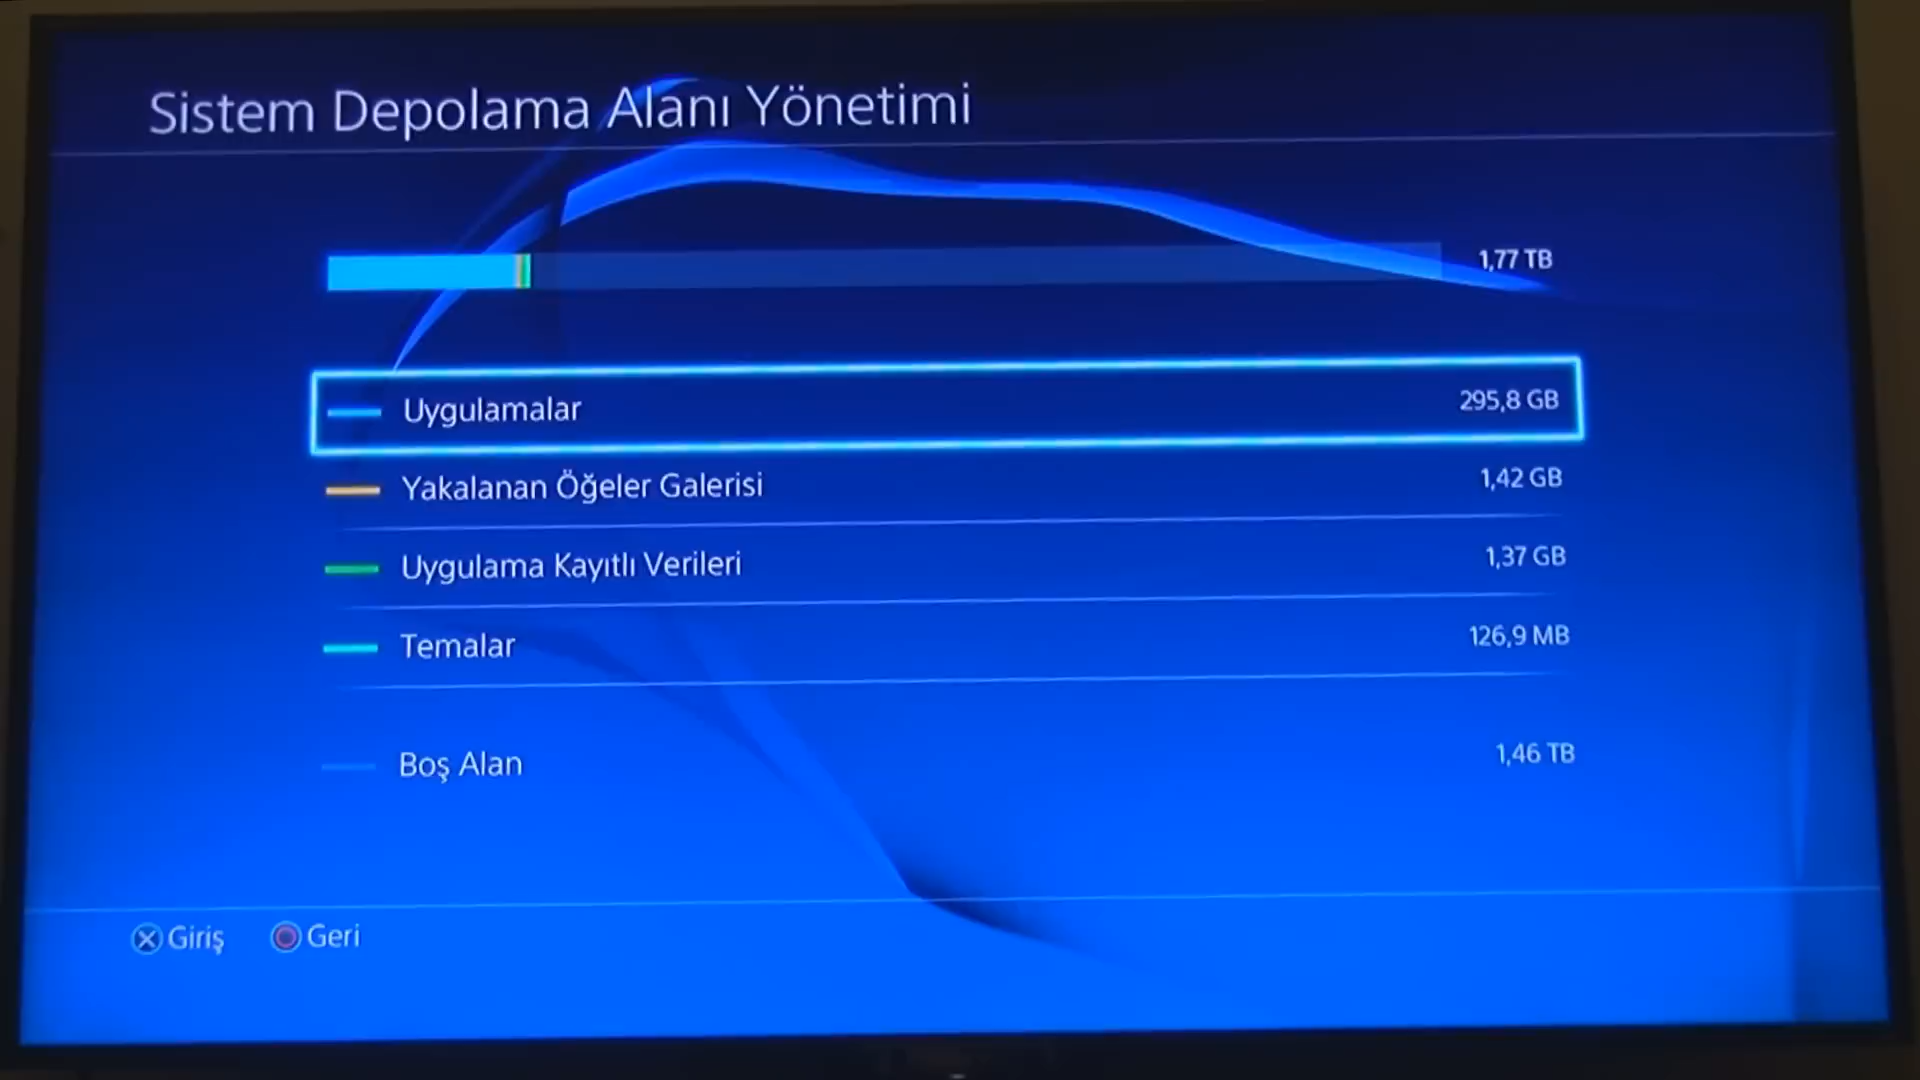 Sistem Depolama Alanı Yönetimi
1,77 TB
Uygulamalar 295,8 GB
Yakalanan Öğeler Galerisi 1,42 GB
Uygulama Kayıtlı Verileri 1,37 GB
Temalar 126,9 MB
Boş Alan 1,46 TB
Giriş Geri